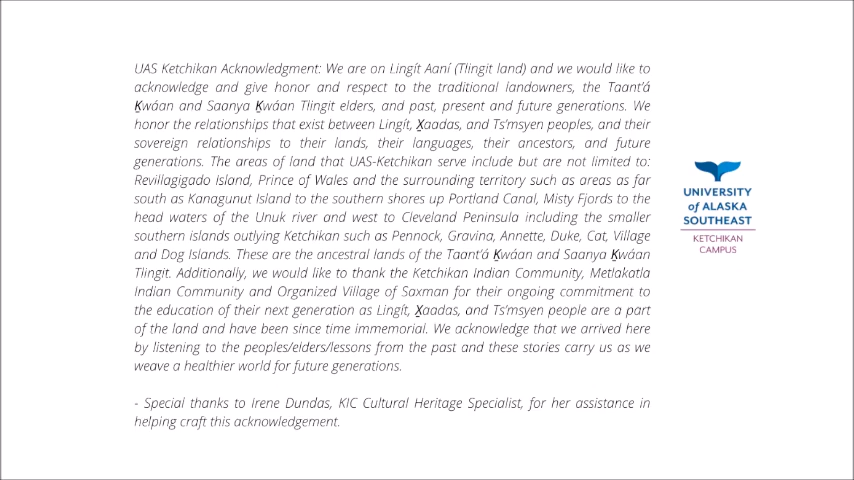 UAS Ketchikan Acknowledgment: We are on Lingít Aaní (Tlingit land) and we would like to
acknowledge and give honor and respect to the traditional landowners, the Taant’á
Ḵwáan and Saanya Ḵwáan Tlingit elders, and past, present and future generations. We
honor the relationships that exist between Lingít, X̱aadas, and Ts’msyen peoples, and their
sovereign relationships to their lands, their languages, their ancestors, and future
generations. The areas of land that UAS-Ketchikan serve include but are not limited to:
Revillagigado Island, Prince of Wales and the surrounding territory such as areas as far
south as Kanagunut Island to the southern shores up Portland Canal, Misty Fjords to the
head waters of the Unuk river and west to Cleveland Peninsula including the smaller
southern islands outlying Ketchikan such as Pennock, Gravina, Annette, Duke, Cat, Village
and Dog Islands. These are the ancestral lands of the Taant’á Ḵwáan and Saanya Ḵwáan
Tlingit. Additionally, we would like to thank the Ketchikan Indian Community, Metlakatla
Indian Community and Organized Village of Saxman for their ongoing commitment to
the education of their next generation as Lingít, X̱aadas, and Ts’msyen people are a part
of the land and have been since time immemorial. We acknowledge that we arrived here
by listening to the peoples/elders/lessons from the past and these stories carry us as we
weave a healthier world for future generations.
- Special thanks to Irene Dundas, KIC Cultural Heritage Specialist, for her assistance in
helping craft this acknowledgement.
UNIVERSITY
of ALASKA
SOUTHEAST
KETCHIKAN
CAMPUS